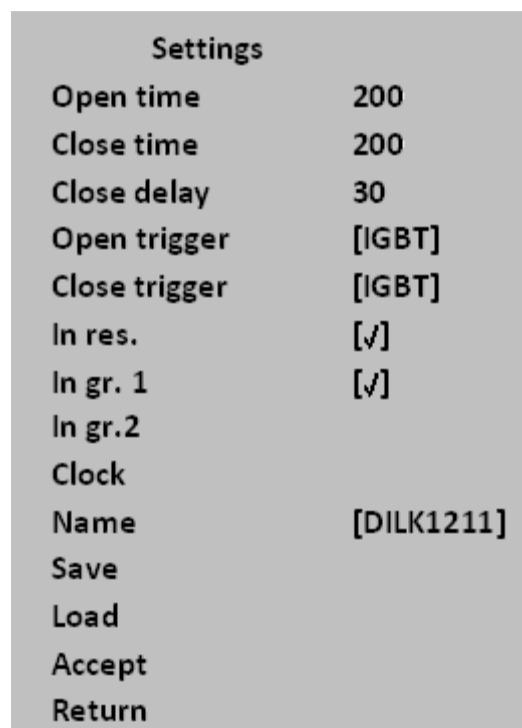 Settings
Open time 200
Close time 200
Close delay 30
Open trigger [IGBT]
Close trigger [IGBT]
In res. [√]
In gr. 1 [√]
In gr.2
Clock
Name [DILK1211]
Save
Load
Accept
Return